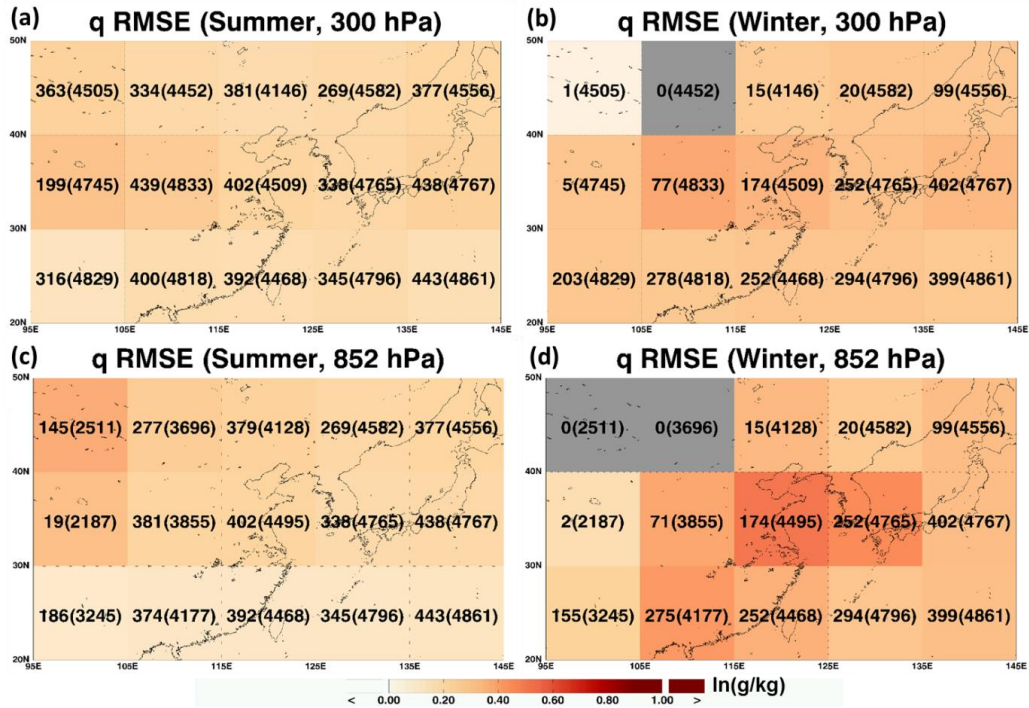 (a) q RMSE (Summer, 300 hPa)
50N
363(4505) 334(4452) 381(4146) 269(4582) 377(4556)
40N
199(4745) 439(4833) 402(4509) 338(4765) 438(4767)
30N
316(4829) 400(4818) 392(4468) 345(4796) 443(4861)
20N
95E 105E 115E 125E 135E 145E
(b) q RMSE (Winter, 300 hPa)
50N
1(4505) 0(4452) 15(4146) 20(4582) 99(4556)
40N
5(4745) 77(4833) 174(4509) 252(4765) 402(4767)
30N
203(4829) 278(4818) 252(4468) 294(4796) 399(4861)
20N
95E 105E 115E 125E 135E 145E
(c) q RMSE (Summer, 852 hPa)
50N
145(2511) 277(3696) 379(4128) 269(4582) 377(4556)
40N
19(2187) 381(3855) 402(4495) 338(4765) 438(4767)
30N
186(3245) 374(4177) 392(4468) 345(4796) 443(4861)
20N
95E 105E 115E 125E 135E 145E
(d) q RMSE (Winter, 852 hPa)
50N
0(2511) 0(3696) 15(4128) 20(4582) 99(4556)
40N
2(2187) 71(3855) 174(4495) 252(4765) 402(4767)
30N
155(3245) 275(4177) 252(4468) 294(4796) 399(4861)
20N
95E 105E 115E 125E 135E 145E
ln(g/kg)
< 0.00 0.20 0.40 0.60 0.80 1.00 >